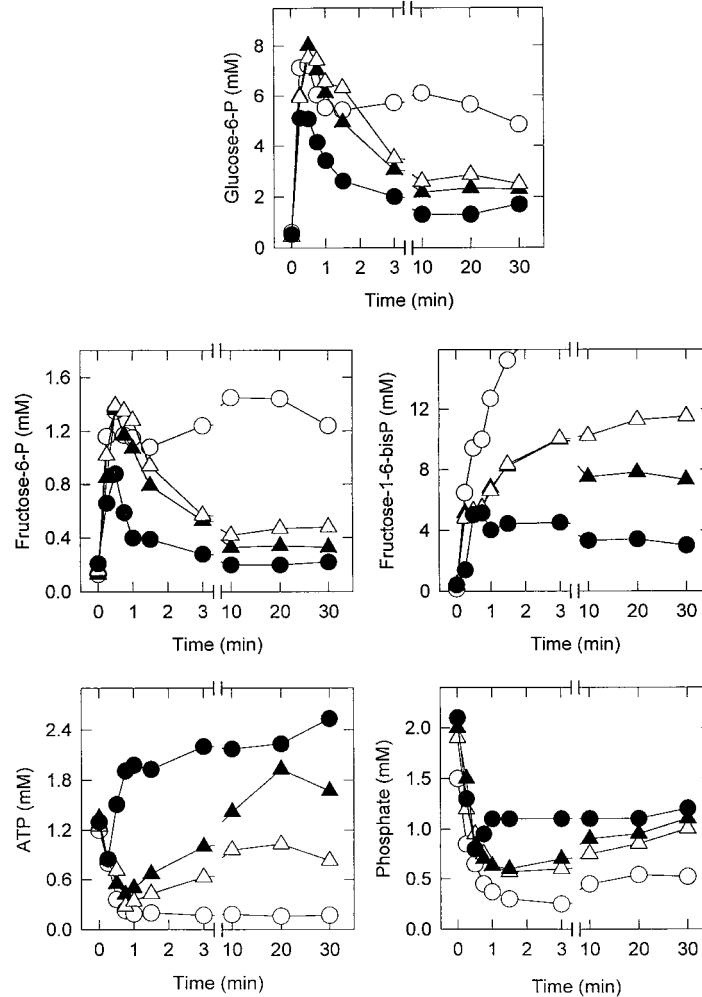 Glucose-6-P (mM)
8
6
4
2
0
0 1 2 3 10 20 30
Time (min)
Fructose-6-P (mM)
1.6
1.2
0.8
0.4
0.0
0 1 2 3 10 20 30
Time (min)
Fructose-1-6-bisP (mM)
12
8
4
0
0 1 2 3 10 20 30
Time (min)
ATP (mM)
2.4
1.8
1.2
0.6
0.0
0 1 2 3 10 20 30
Time (min)
Phosphate (mM)
2.0
1.5
1.0
0.5
0.0
0 1 2 3 10 20 30
Time (min)